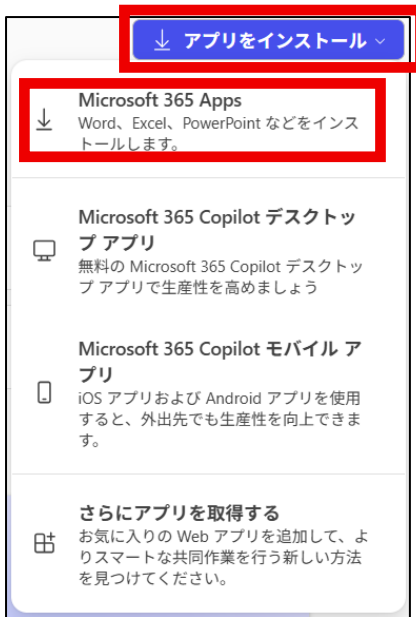 アプリをインストール
Microsoft 365 Apps
Word、Excel、PowerPoint などをインス
トールします。
Microsoft 365 Copilot デスクトッ
プ アプリ
無料の Microsoft 365 Copilot デスクトッ
プ アプリで生産性を高めましょう
Microsoft 365 Copilot モバイル ア
プリ
iOS アプリおよび Android アプリを使用
すると、外出先でも生産性を向上できま
す。
さらにアプリを取得する
お気に入りの Web アプリを追加して、よ
りスマートな共同作業を行う新しい方法
を見つけてください。